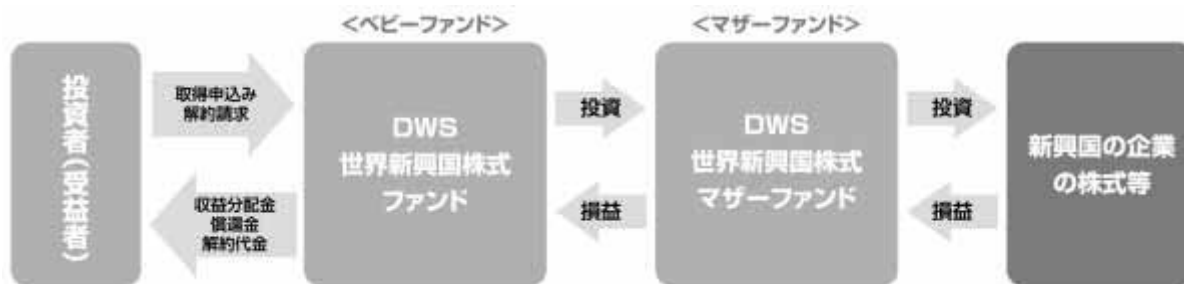 <ベビーファンド>
<マザーファンド>
投資者(受益者)
取得申込み
解約請求
収益分配金
償還金
解約代金
DWS
世界新興国株式
ファンド
投資
損益
DWS
世界新興国株式
マザーファンド
投資
損益
新興国の企業
の株式等